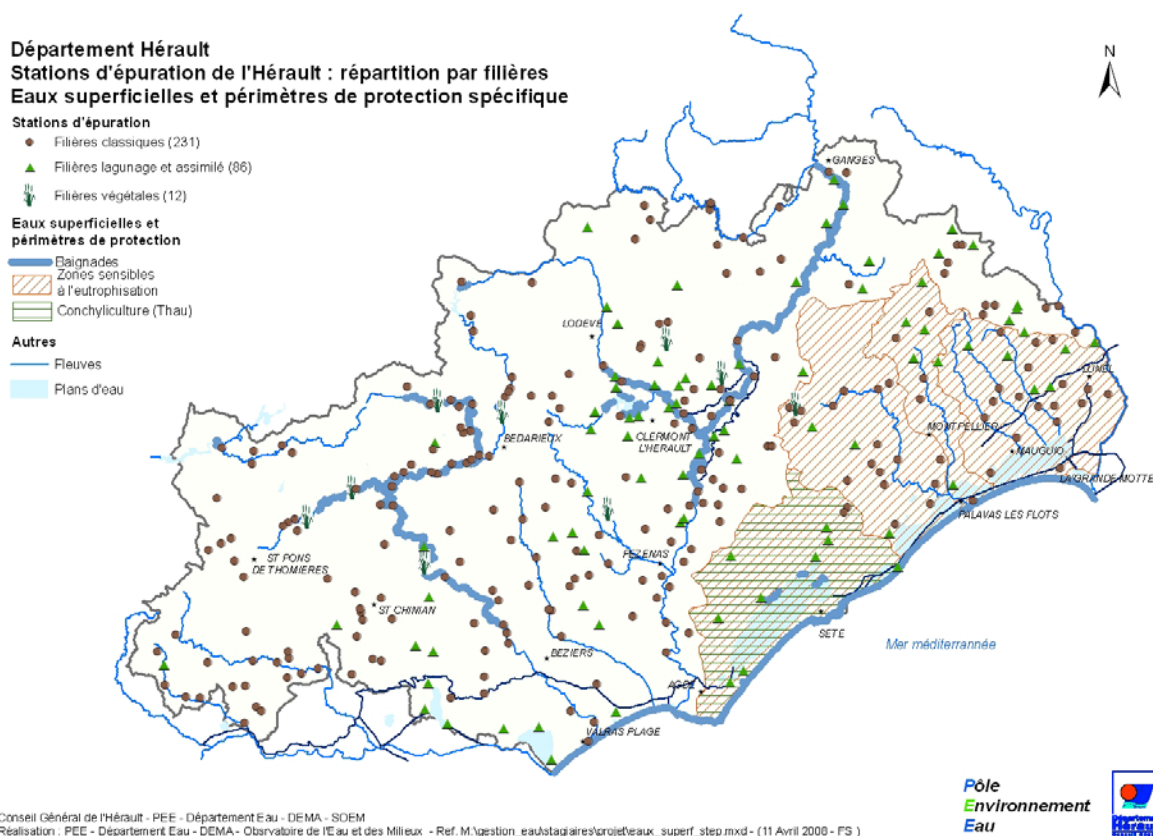 Département Hérault
Stations d'épuration de l'Hérault : répartition par filières
Eaux superficielles et périmètres de protection spécifique
Stations d'épuration
Filières classiques (231)
Filières lagunage et assimilé (86)
Filières végétales (12)
Eaux superficielles et
périmètres de protection
Baignades
Zones sensibles
à l'eutrophisation
Conchyliculture (Thau)
Autres
Fleuves
Plans d'eau
N
GANGES
LODEVE
LUNEL
BEDARIEUX
CLERMONT
L'HERAULT
MONTPELLIER
MAUGUIO
LA GRANDE MOTTE
PALAVAS LES FLOTS
ST PONS
DE THOMIERES
PEZENAS
ST CHINIAN
SETE
Mer méditerrannée
BEZIERS
AGDE
VALRAS PLAGE
Pôle
Environnement
Eau
Département
Hérault
Conseil Général de l'Hérault - PEE - Département Eau - DEMA - SOEM
Réalisation : PEE - Département Eau - DEMA - Obsrvatoire de l'Eau et des Milieux - Ref. M:\gestion_eau\stagiaires\projet\eaux_superf_step.mxd - (11 Avril 2008 - FS )